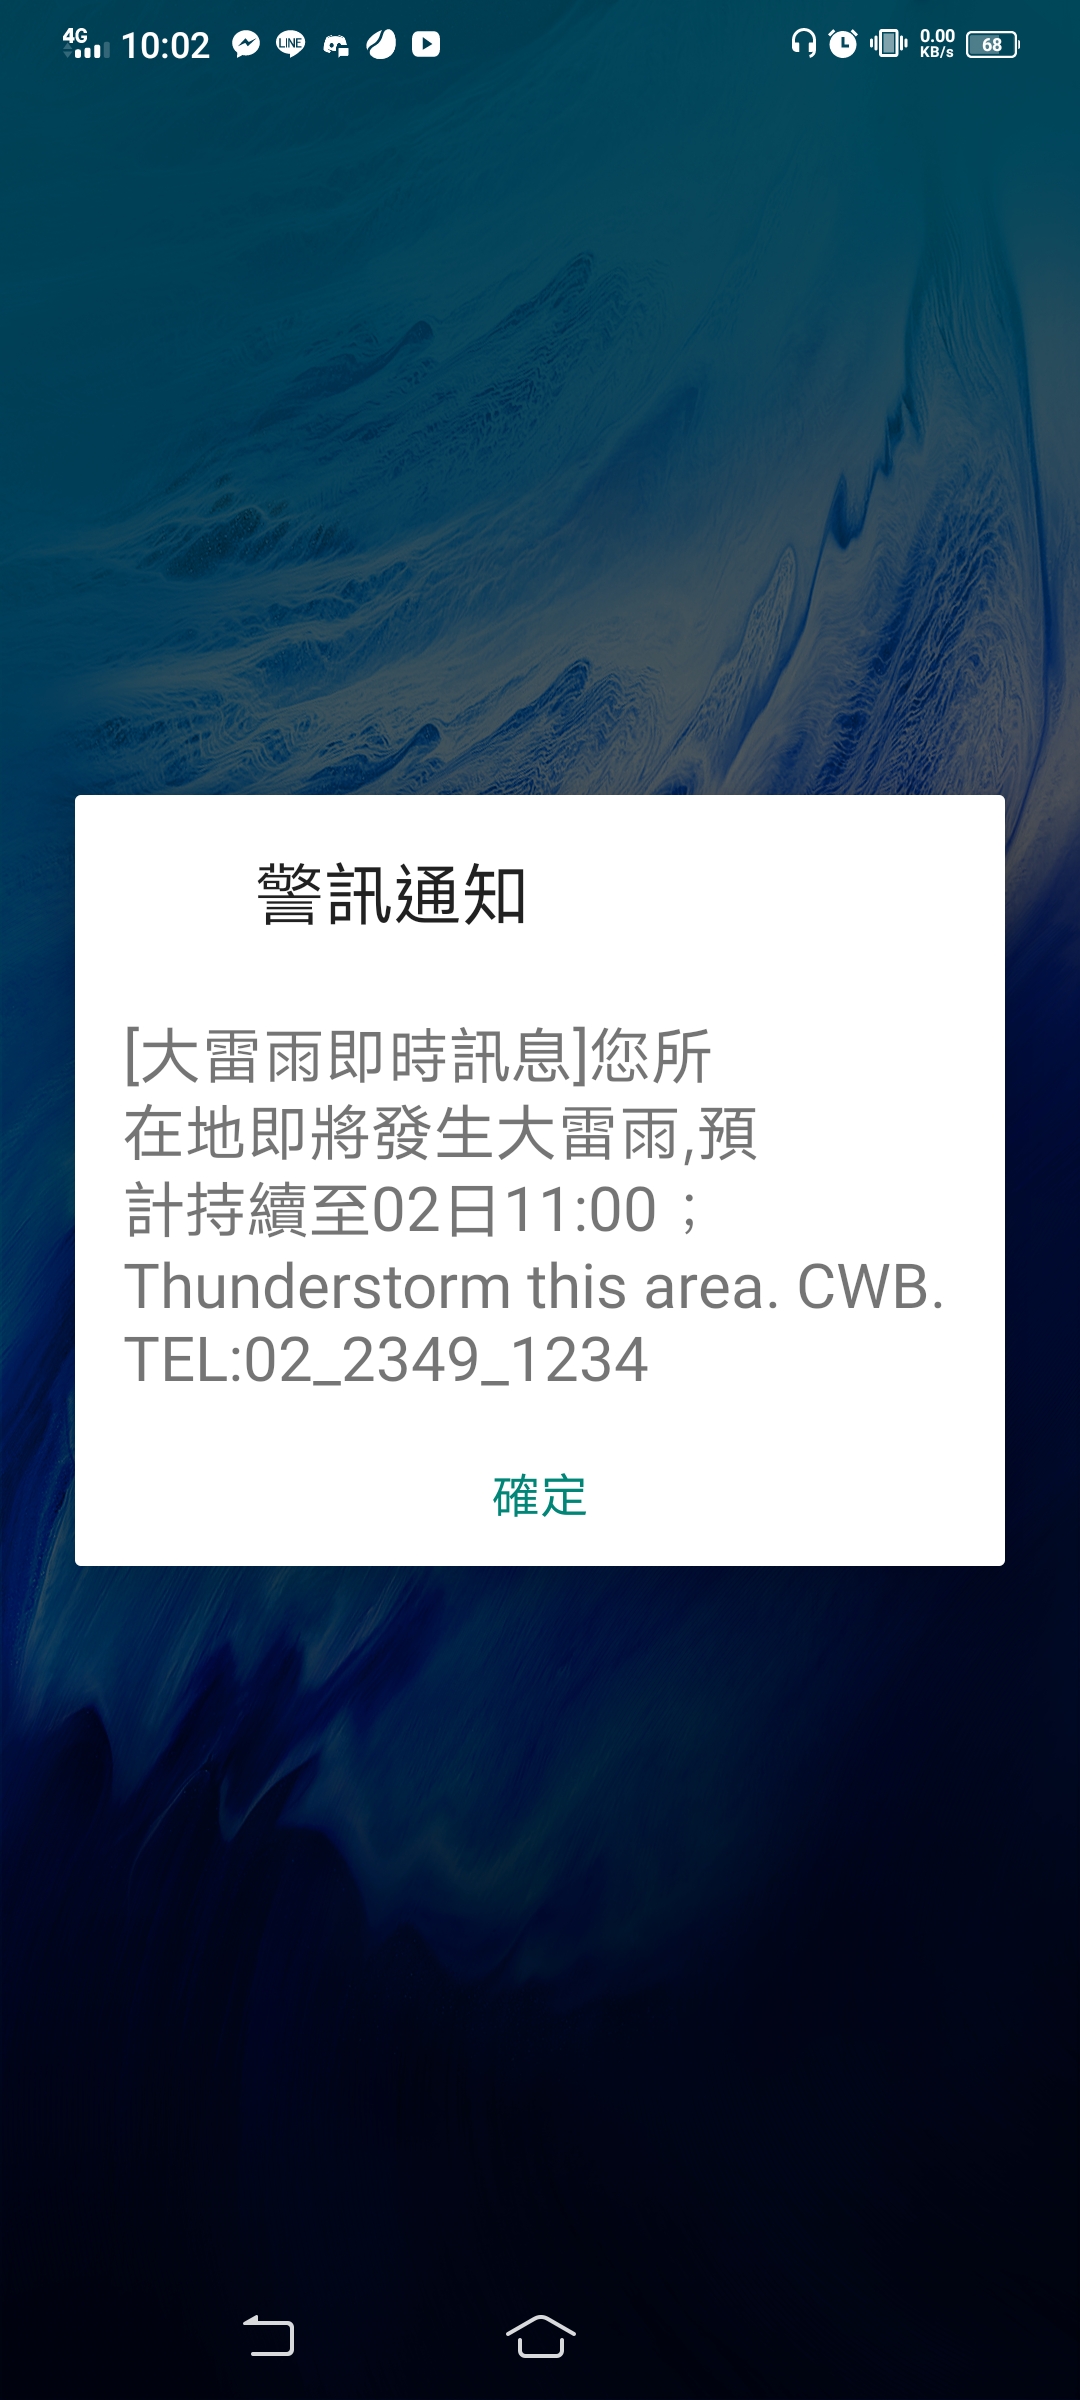 4G 10:02 LINE 0.00 KB/s 68
警訊通知
[大雷雨即時訊息]您所
在地即將發生大雷雨,預
計持續至02日11:00；
Thunderstorm this area. CWB.
TEL:02_2349_1234
確定